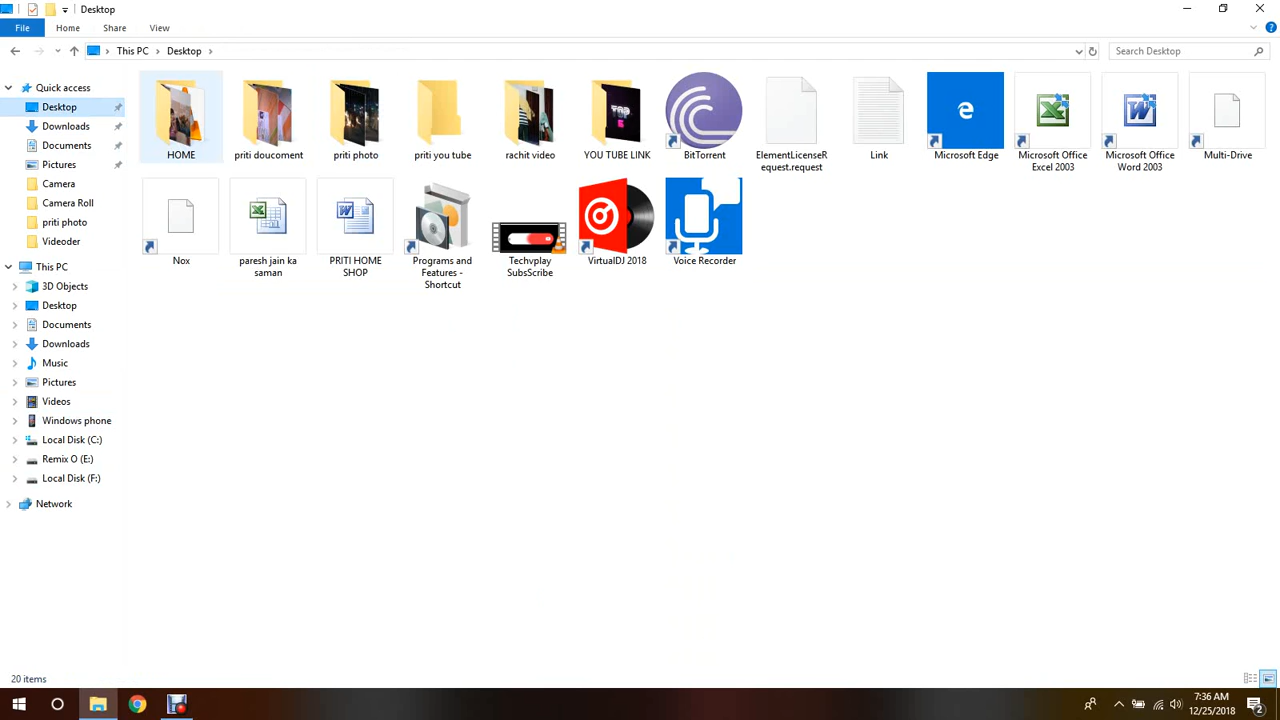 Desktop
File Home Share View
This PC Desktop Search Desktop
Quick access
Desktop
Downloads
Documents
Pictures
Camera
Camera Roll
priti photo
Videoder
This PC
3D Objects
Desktop
Documents
Downloads
Music
Pictures
Videos
Windows phone
Local Disk (C:)
Remix O (E:)
Local Disk (F:)
Network
HOME
priti doucoment
priti photo
priti you tube
rachit video
YOU TUBE LINK
BitTorrent
ElementLicenseR
equest.request
Link
Microsoft Edge
Microsoft Office
Excel 2003
Microsoft Office
Word 2003
Multi-Drive
Nox
paresh jain ka
saman
PRITI HOME
SHOP
Programs and
Features -
Shortcut
Techvplay
SubsScribe
VirtualDJ 2018
Voice Recorder
20 items
7:36 AM
12/25/2018
2